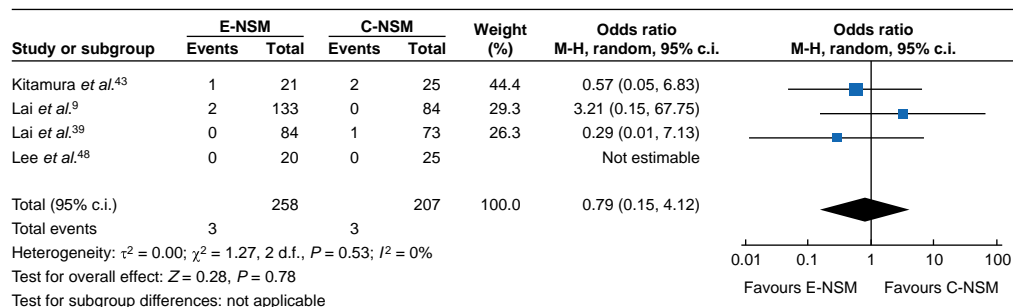 E-NSM C-NSM Weight Odds ratio Odds ratio
Study or subgroup Events Total Events Total (%) M-H, random, 95% c.i. M-H, random, 95% c.i.
Kitamura et al.43 1 21 2 25 44.4 0.57 (0.05, 6.83)
Lai et al.9 2 133 0 84 29.3 3.21 (0.15, 67.75)
Lai et al.39 0 84 1 73 26.3 0.29 (0.01, 7.13)
Lee et al.48 0 20 0 25 Not estimable
Total (95% c.i.) 258 207 100.0 0.79 (0.15, 4.12)
Total events 3 3
Heterogeneity: τ2 = 0.00; χ2 = 1.27, 2 d.f., P = 0.53; I2 = 0%
Test for overall effect: Z = 0.28, P = 0.78
Test for subgroup differences: not applicable
0.01 0.1 1 10 100
Favours E-NSM Favours C-NSM